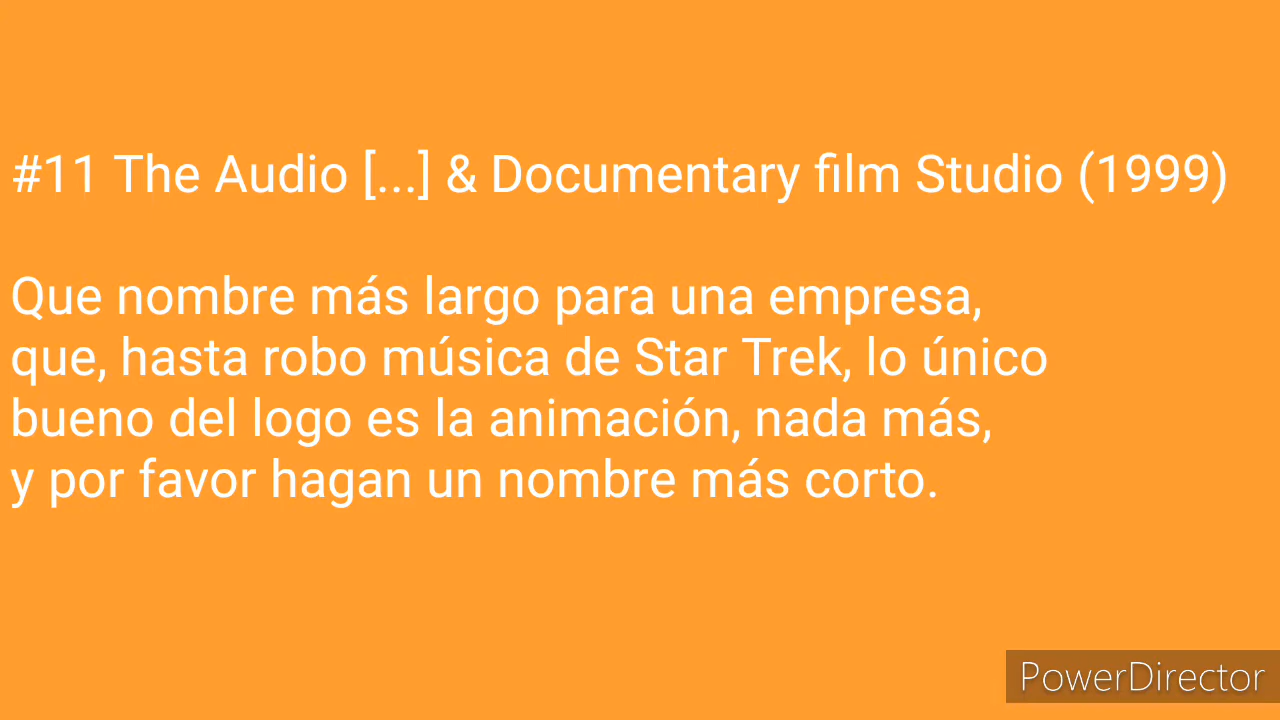 #11 The Audio [...] & Documentary film Studio (1999)
Que nombre más largo para una empresa,
que, hasta robo música de Star Trek, lo único
bueno del logo es la animación, nada más,
y por favor hagan un nombre más corto.
PowerDirector